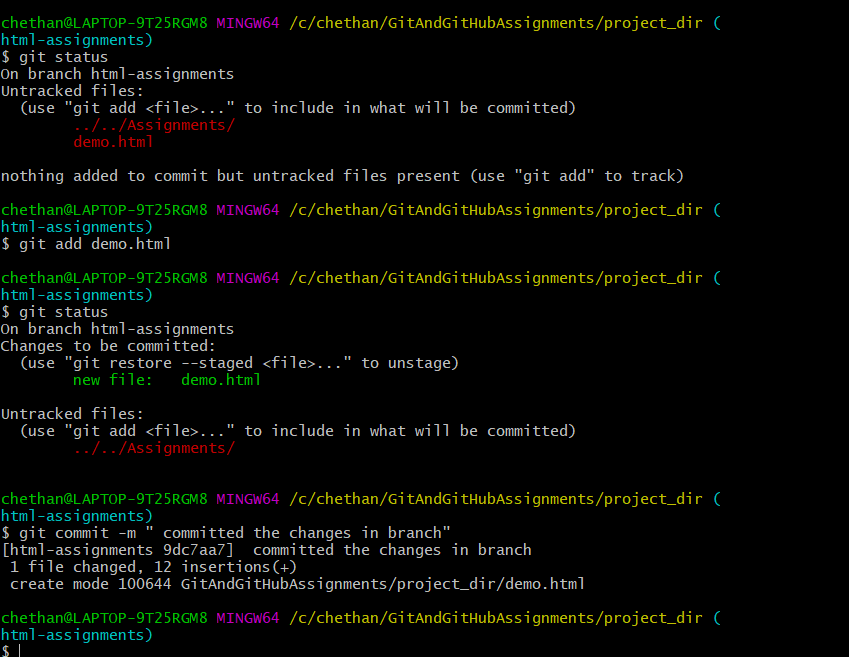 chethan@LAPTOP-9T25RGM8 MINGW64 /c/chethan/GitAndGitHubAssignments/project_dir (
html-assignments)
$ git status
On branch html-assignments
Untracked files:
  (use "git add <file>..." to include in what will be committed)
        ../../Assignments/
        demo.html

nothing added to commit but untracked files present (use "git add" to track)

chethan@LAPTOP-9T25RGM8 MINGW64 /c/chethan/GitAndGitHubAssignments/project_dir (
html-assignments)
$ git add demo.html

chethan@LAPTOP-9T25RGM8 MINGW64 /c/chethan/GitAndGitHubAssignments/project_dir (
html-assignments)
$ git status
On branch html-assignments
Changes to be committed:
  (use "git restore --staged <file>..." to unstage)
        new file:   demo.html

Untracked files:
  (use "git add <file>..." to include in what will be committed)
        ../../Assignments/


chethan@LAPTOP-9T25RGM8 MINGW64 /c/chethan/GitAndGitHubAssignments/project_dir (
html-assignments)
$ git commit -m " committed the changes in branch"
[html-assignments 9dc7aa7]  committed the changes in branch
 1 file changed, 12 insertions(+)
 create mode 100644 GitAndGitHubAssignments/project_dir/demo.html

chethan@LAPTOP-9T25RGM8 MINGW64 /c/chethan/GitAndGitHubAssignments/project_dir (
html-assignments)
$